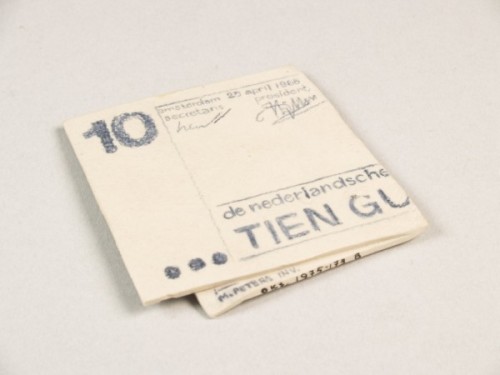 amsterdam 25 april 1968
secretaris president
10
de nederlandsche
TIEN GU
M. PETERS INV.